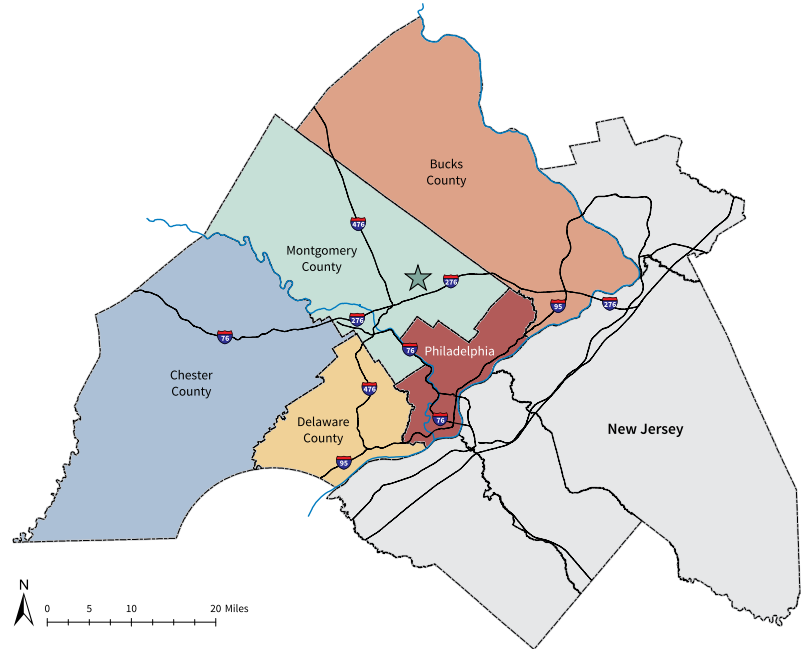 Bucks
County
476
Montgomery
County
276
95
276
276
76
76
Philadelphia
Chester
County
476
Delaware
County
76
New Jersey
95
N
0 5 10 20 Miles